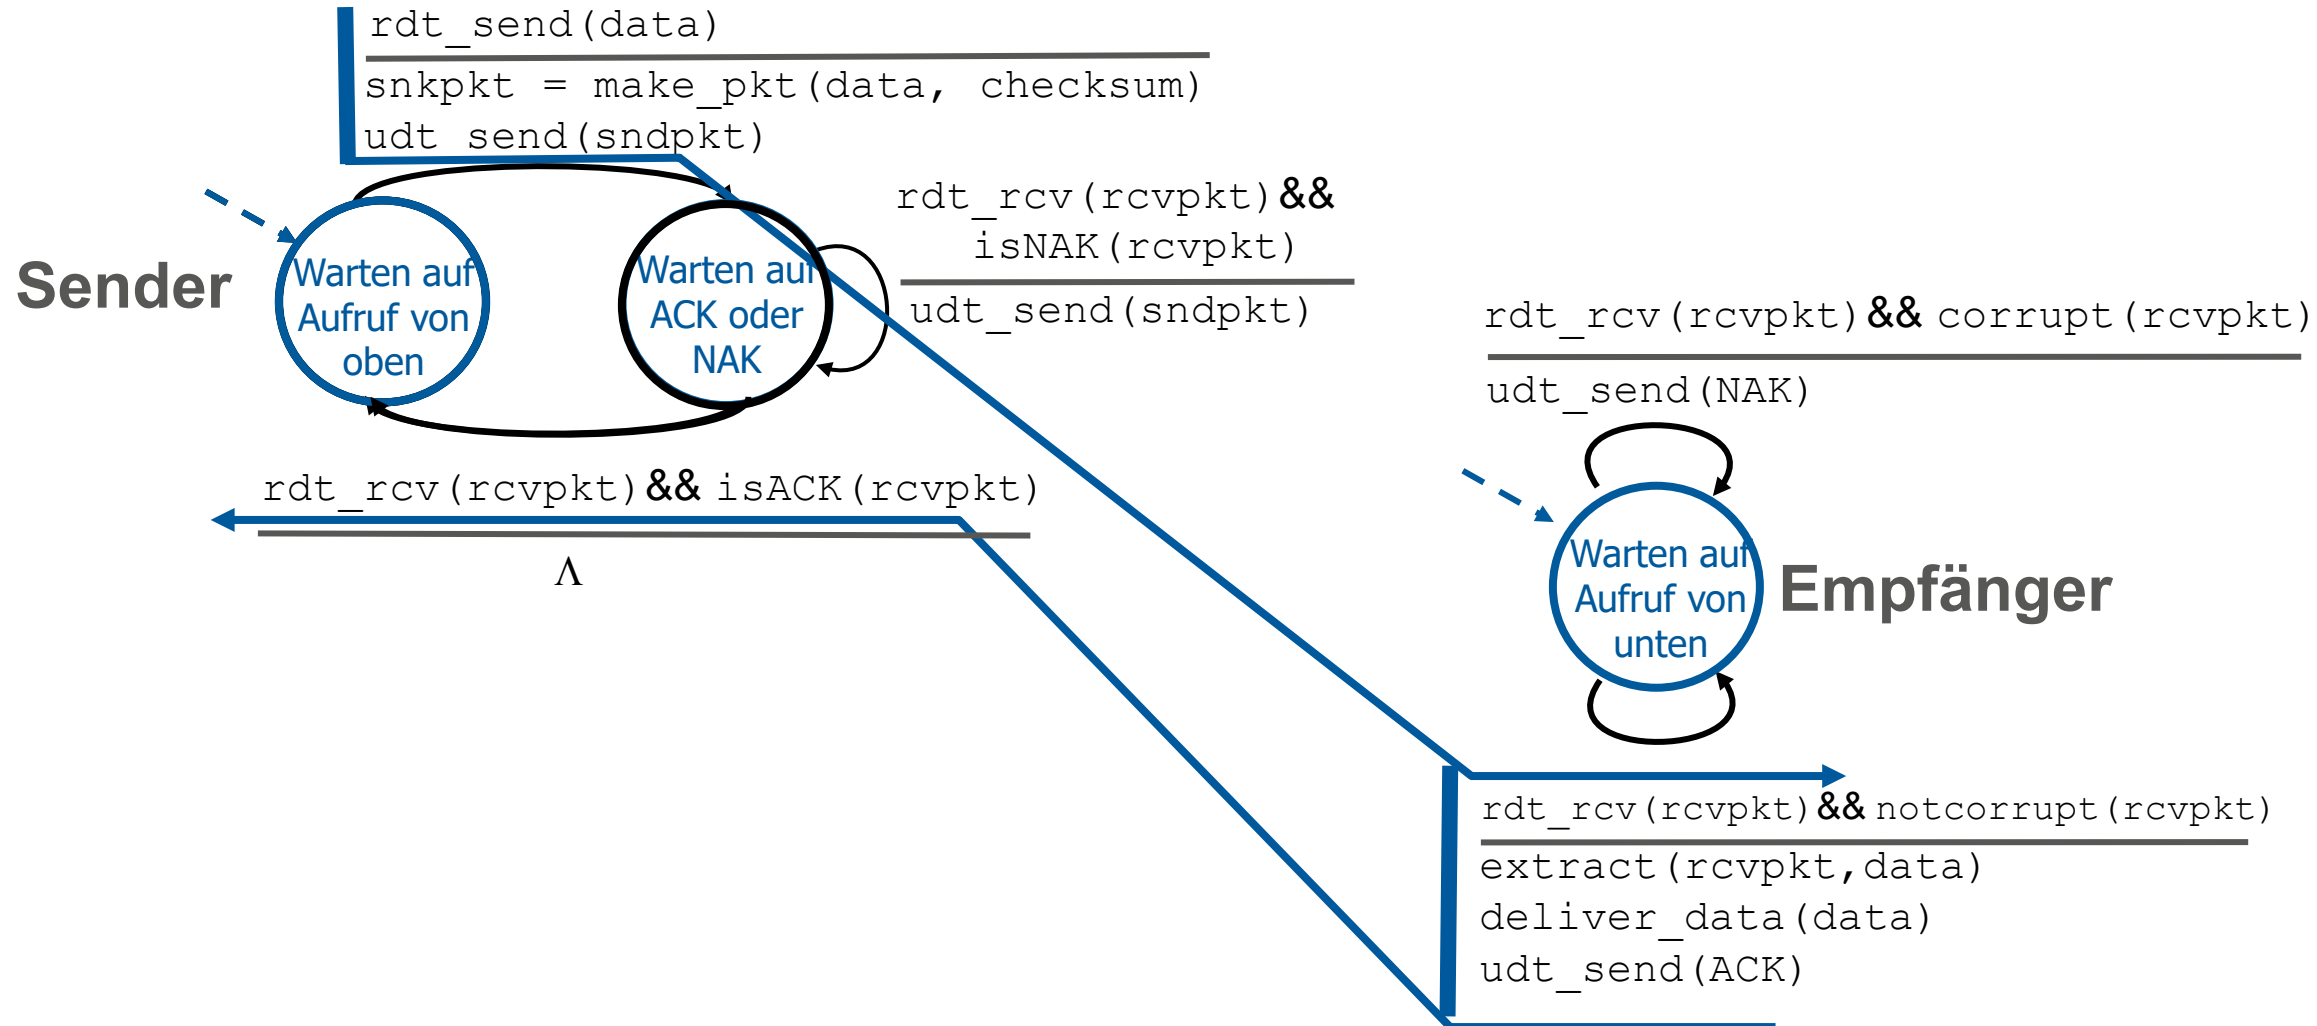 rdt_send(data)
snkpkt = make_pkt(data, checksum)
udt_send(sndpkt)
rdt_rcv(rcvpkt)&&
isNAK(rcvpkt)
udt_send(sndpkt)
Sender
Warten auf
Aufruf von
oben
Warten auf
ACK oder
NAK
rdt_rcv(rcvpkt)&& isACK(rcvpkt)
Λ
rdt_rcv(rcvpkt)&& corrupt(rcvpkt)
udt_send(NAK)
Warten auf
Aufruf von
unten
Empfänger
rdt_rcv(rcvpkt)&& notcorrupt(rcvpkt)
extract(rcvpkt,data)
deliver_data(data)
udt_send(ACK)